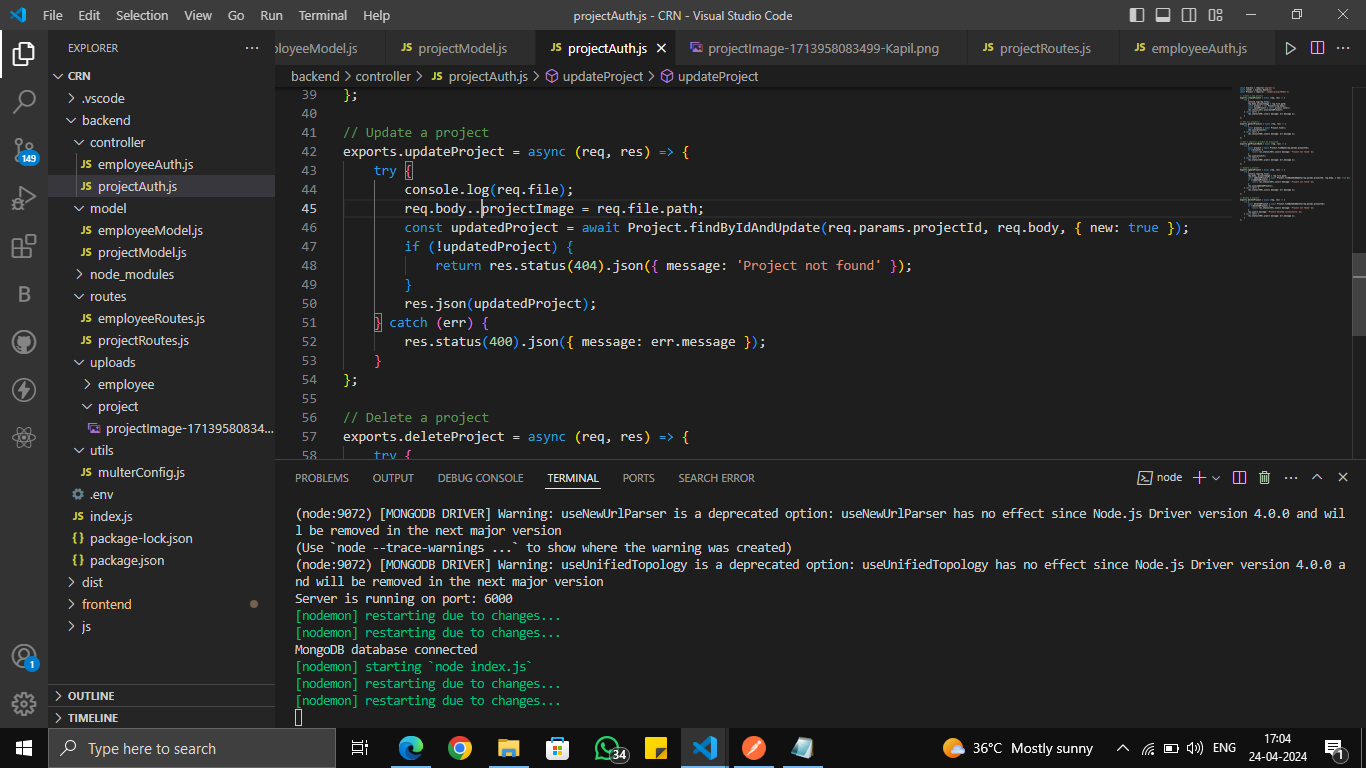 File Edit Selection View Go Run Terminal Help
projectAuth.js - CRN - Visual Studio Code
EXPLORER
CRN
.vscode
backend
controller
JS employeeAuth.js
JS projectAuth.js
model
JS employeeModel.js
JS projectModel.js
node_modules
routes
JS employeeRoutes.js
JS projectRoutes.js
uploads
employee
project
projectImage-17139580834...
utils
JS multerConfig.js
.env
JS index.js
{} package-lock.json
{} package.json
dist
frontend
js
OUTLINE
TIMELINE
149
B
1
ployeeModel.js
JS projectModel.js
JS projectAuth.js
projectImage-1713958083499-Kapil.png
JS projectRoutes.js
JS employeeAuth.js
backend > controller > JS projectAuth.js > updateProject > updateProject
39 };
40
41 // Update a project
42 exports.updateProject = async (req, res) => {
43 try {
44 console.log(req.file);
45 req.body..projectImage = req.file.path;
46 const updatedProject = await Project.findByIdAndUpdate(req.params.projectId, req.body, { new: true });
47 if (!updatedProject) {
48 return res.status(404).json({ message: 'Project not found' });
49 }
50 res.json(updatedProject);
51 } catch (err) {
52 res.status(400).json({ message: err.message });
53 }
54 };
55
56 // Delete a project
57 exports.deleteProject = async (req, res) => {
58 try {
PROBLEMS OUTPUT DEBUG CONSOLE TERMINAL PORTS SEARCH ERROR
node
(node:9072) [MONGODB DRIVER] Warning: useNewUrlParser is a deprecated option: useNewUrlParser has no effect since Node.js Driver version 4.0.0 and wil
l be removed in the next major version
(Use `node --trace-warnings ...` to show where the warning was created)
(node:9072) [MONGODB DRIVER] Warning: useUnifiedTopology is a deprecated option: useUnifiedTopology has no effect since Node.js Driver version 4.0.0 a
nd will be removed in the next major version
Server is running on port: 6000
[nodemon] restarting due to changes...
[nodemon] restarting due to changes...
MongoDB database connected
[nodemon] starting `node index.js`
[nodemon] restarting due to changes...
[nodemon] restarting due to changes...
Type here to search
34
36°C Mostly sunny
ENG
17:04
24-04-2024
1